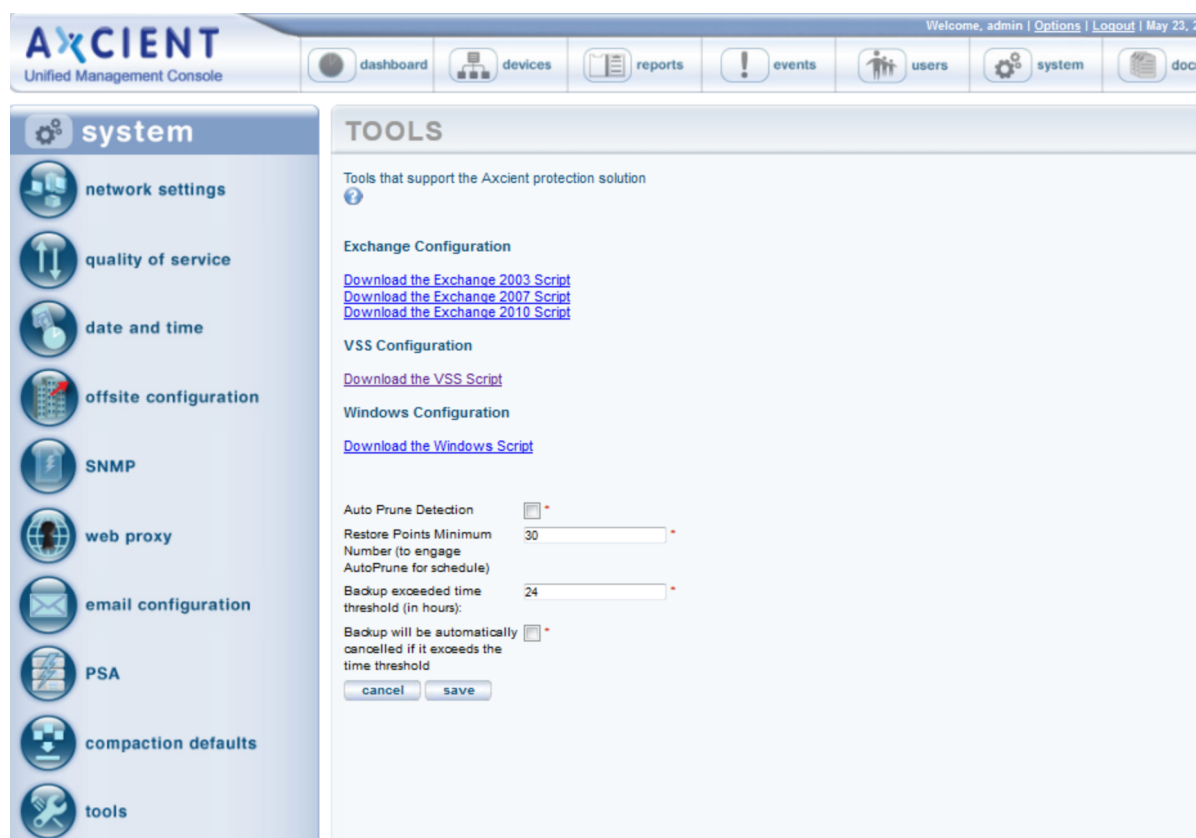 AXCIENT
Unified Management Console
Welcome, admin | Options | Logout | May 23,
dashboard
devices
reports
events
users
system
system
network settings
quality of service
date and time
offsite configuration
SNMP
web proxy
email configuration
PSA
compaction defaults
tools
TOOLS
Tools that support the Axcient protection solution
?
Exchange Configuration
Download the Exchange 2003 Script
Download the Exchange 2007 Script
Download the Exchange 2010 Script
VSS Configuration
Download the VSS Script
Windows Configuration
Download the Windows Script
Auto Prune Detection *
Restore Points Minimum 30 *
Number (to engage
AutoPrune for schedule)
Backup exceeded time 24 *
threshold (in hours):
Backup will be automatically *
cancelled if it exceeds the
time threshold
cancel
save